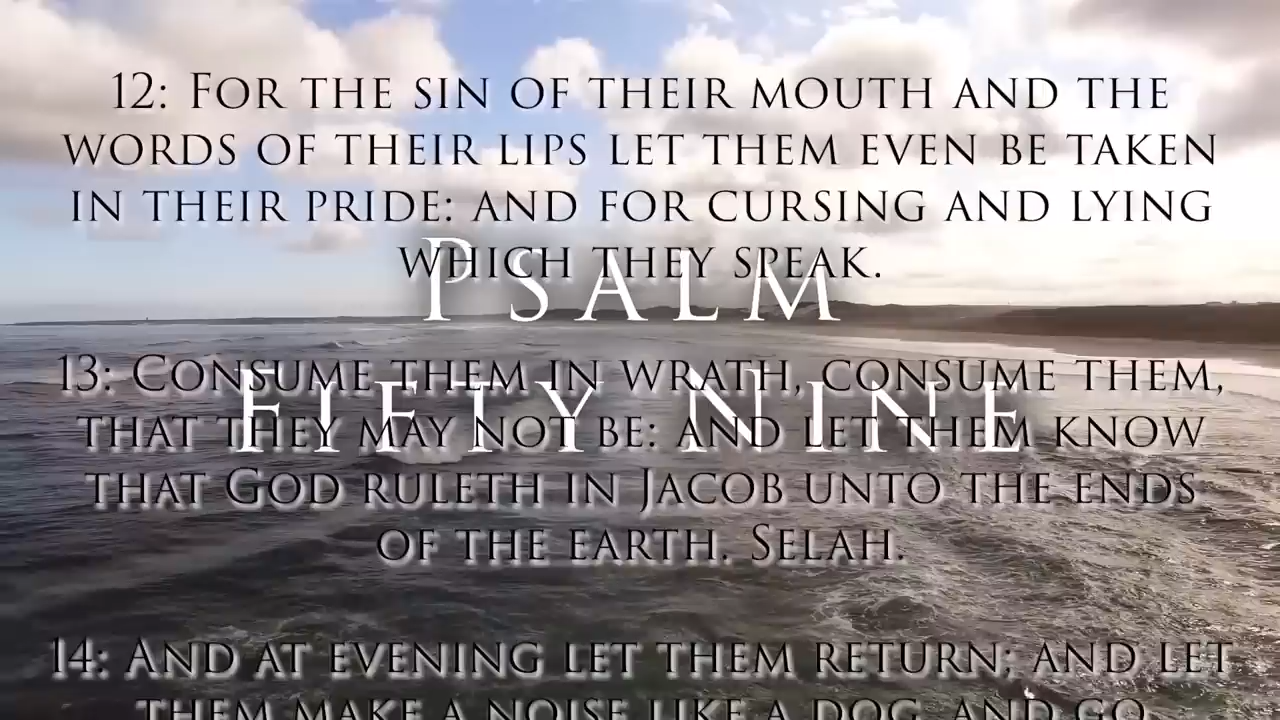 12: For the sin of their mouth and the
words of their lips let them even be taken
in their pride: and for cursing and lying
which they speak.
Psalm
13: Consume them in wrath, consume them,
Fifty Nine
that they may not be: and let them know
that God ruleth in Jacob unto the ends
of the earth. Selah.
14: And at evening let them return; and let
them make a noise like a dog, and go